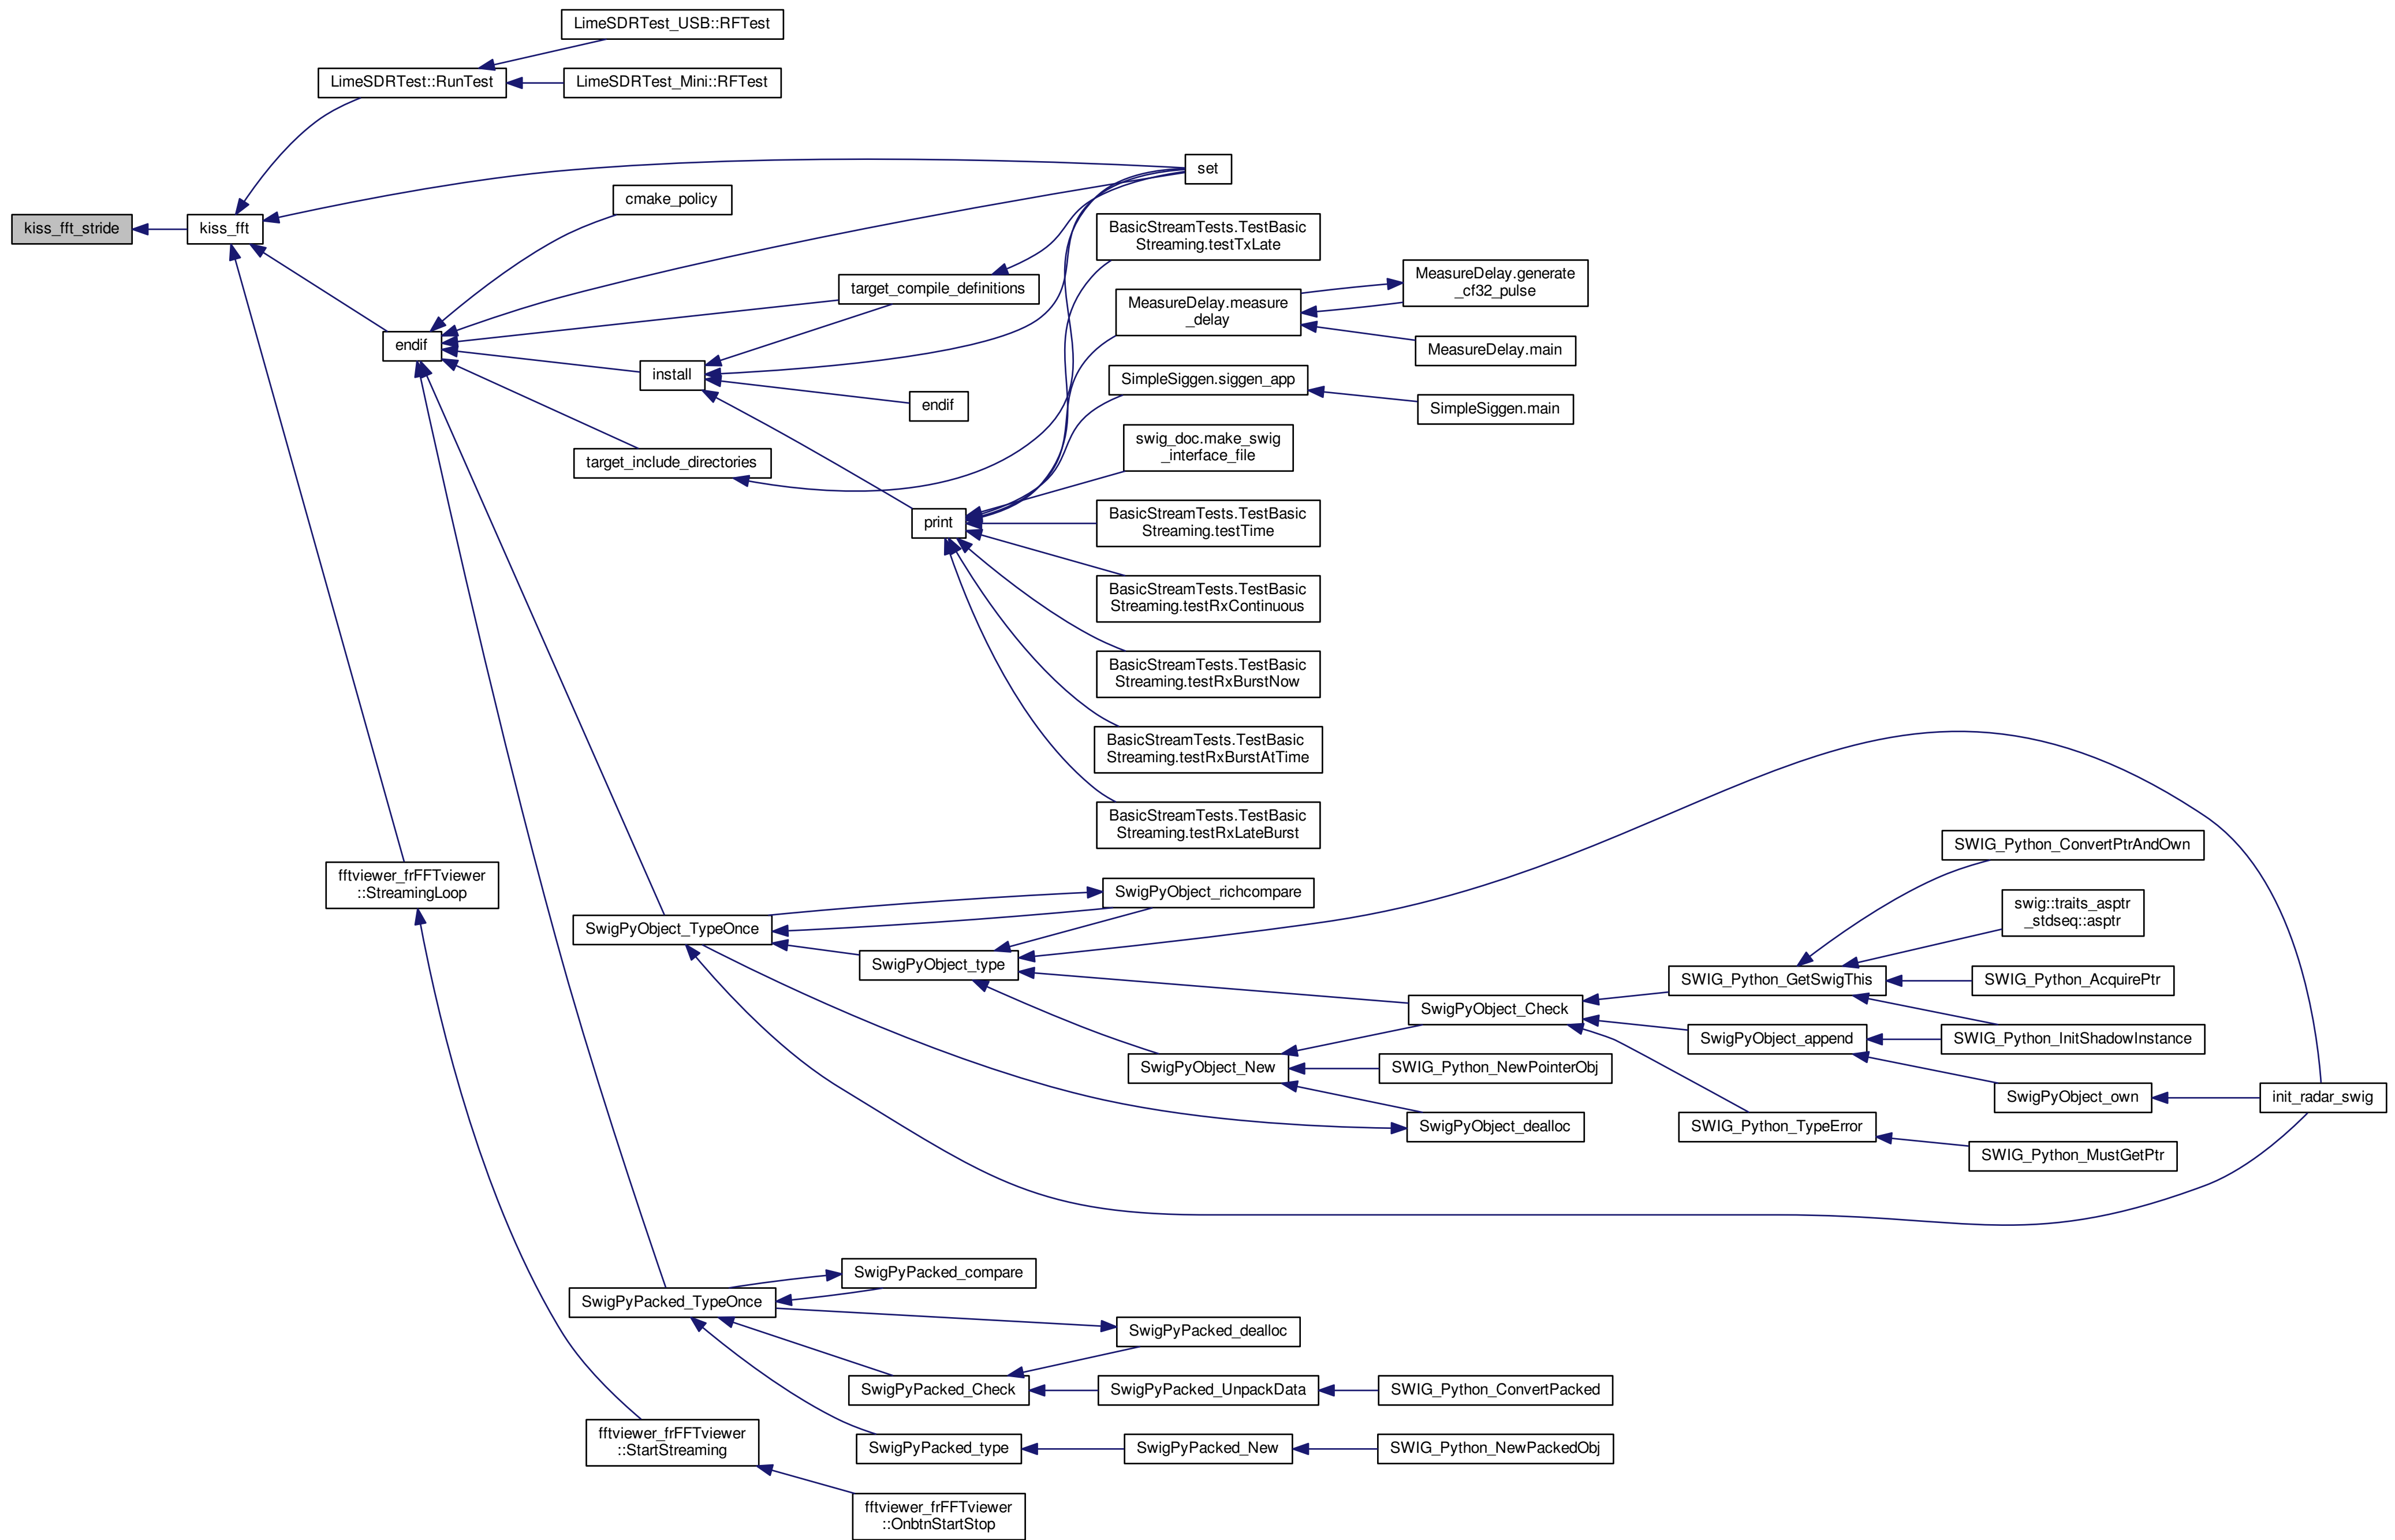 LimeSDRTest_USB::RFTest
LimeSDRTest::RunTest
LimeSDRTest_Mini::RFTest
set
cmake_policy
kiss_fft_stride
kiss_fft
BasicStreamTests.TestBasic
Streaming.testTxLate
target_compile_definitions
MeasureDelay.measure
_delay
MeasureDelay.generate
_cf32_pulse
endif
MeasureDelay.main
install
SimpleSiggen.siggen_app
endif
SimpleSiggen.main
target_include_directories
swig_doc.make_swig
_interface_file
print
BasicStreamTests.TestBasic
Streaming.testTime
BasicStreamTests.TestBasic
Streaming.testRxContinuous
BasicStreamTests.TestBasic
Streaming.testRxBurstNow
BasicStreamTests.TestBasic
Streaming.testRxBurstAtTime
BasicStreamTests.TestBasic
Streaming.testRxLateBurst
fftviewer_frFFTviewer
::StreamingLoop
SWIG_Python_ConvertPtrAndOwn
SwigPyObject_richcompare
swig::traits_asptr
_stdseq::asptr
SwigPyObject_TypeOnce
SwigPyObject_type
SWIG_Python_GetSwigThis
SWIG_Python_AcquirePtr
SwigPyObject_Check
SwigPyObject_append
SWIG_Python_InitShadowInstance
SwigPyObject_New
SWIG_Python_NewPointerObj
SwigPyObject_own
init_radar_swig
SwigPyObject_dealloc
SWIG_Python_TypeError
SWIG_Python_MustGetPtr
SwigPyPacked_compare
SwigPyPacked_TypeOnce
SwigPyPacked_dealloc
SwigPyPacked_Check
SwigPyPacked_UnpackData
SWIG_Python_ConvertPacked
fftviewer_frFFTviewer
::StartStreaming
SwigPyPacked_type
SwigPyPacked_New
SWIG_Python_NewPackedObj
fftviewer_frFFTviewer
::OnbtnStartStop